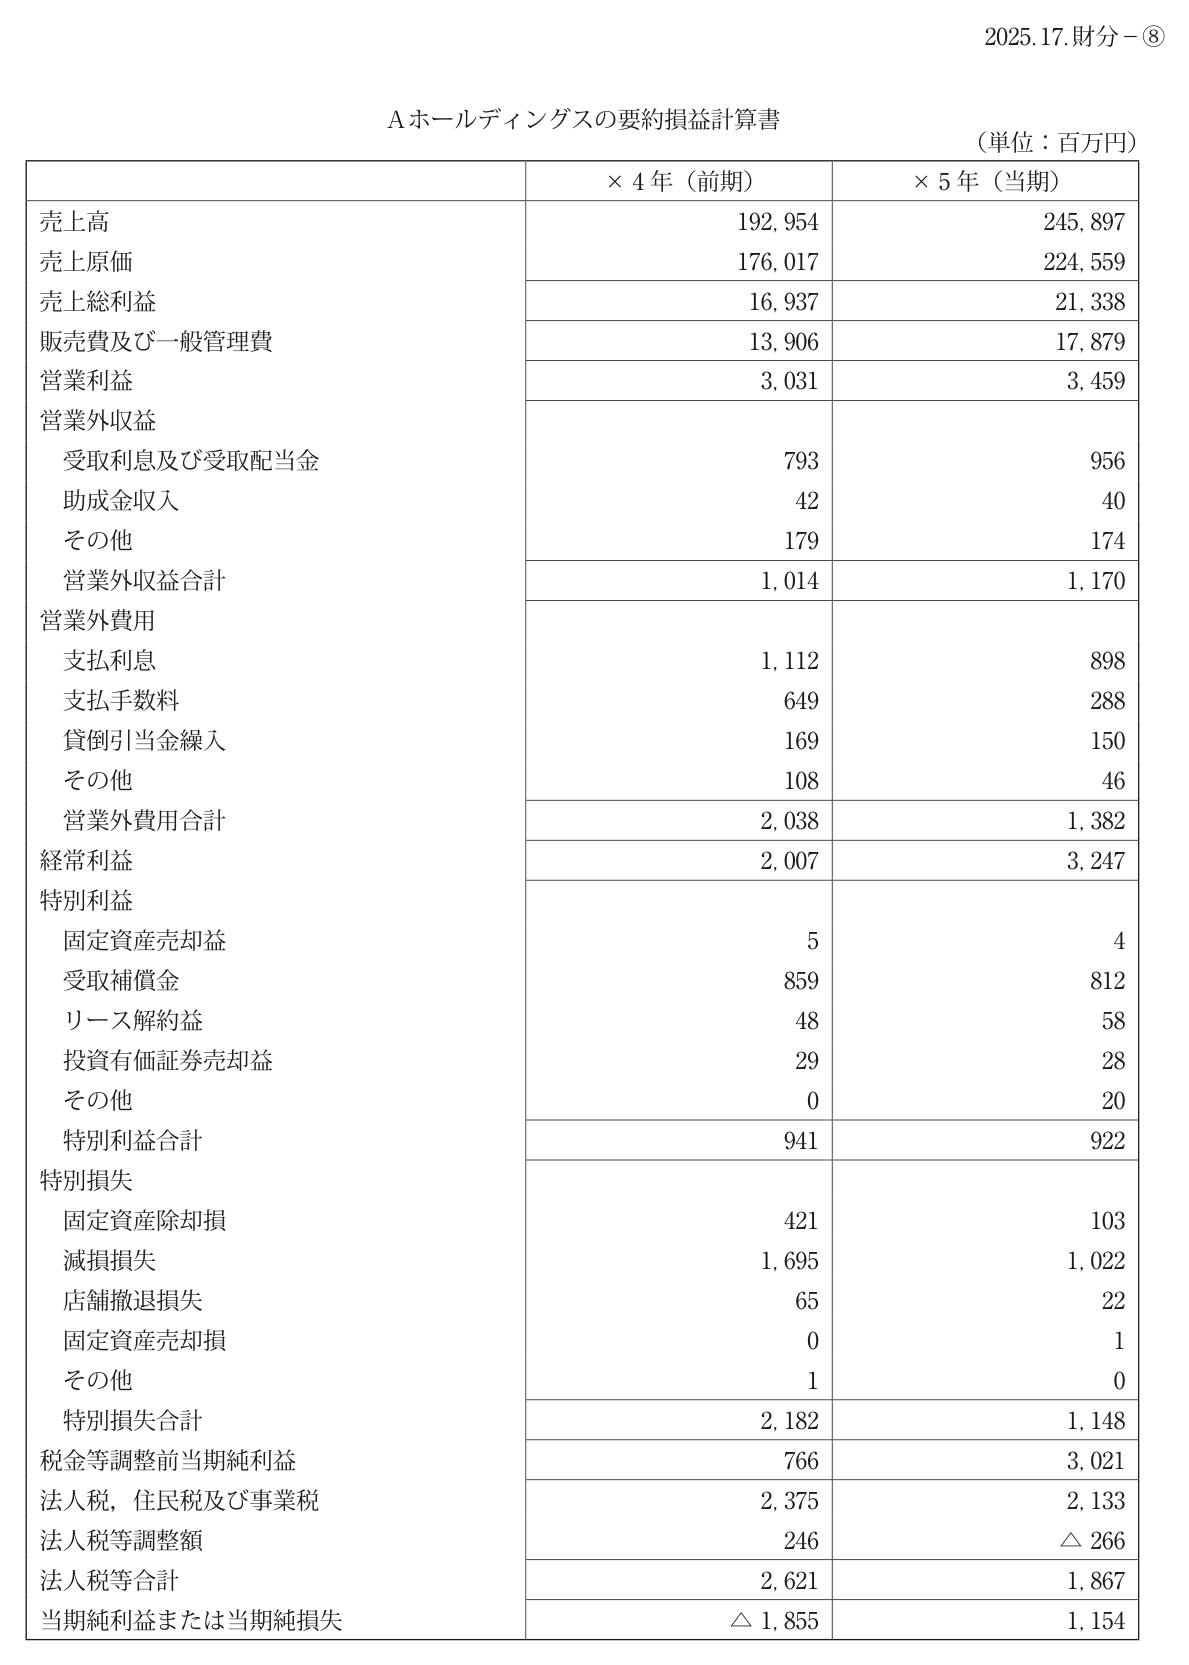 2025.17.財分－⑧
Aホールディングスの要約損益計算書
（単位：百万円）
×4年（前期） ×5年（当期）
売上高 192,954 245,897
売上原価 176,017 224,559
売上総利益 16,937 21,338
販売費及び一般管理費 13,906 17,879
営業利益 3,031 3,459
営業外収益
受取利息及び受取配当金 793 956
助成金収入 42 40
その他 179 174
営業外収益合計 1,014 1,170
営業外費用
支払利息 1,112 898
支払手数料 649 288
貸倒引当金繰入 169 150
その他 108 46
営業外費用合計 2,038 1,382
経常利益 2,007 3,247
特別利益
固定資産売却益 5 4
受取補償金 859 812
リース解約益 48 58
投資有価証券売却益 29 28
その他 0 20
特別利益合計 941 922
特別損失
固定資産除却損 421 103
減損損失 1,695 1,022
店舗撤退損失 65 22
固定資産売却損 0 1
その他 1 0
特別損失合計 2,182 1,148
税金等調整前当期純利益 766 3,021
法人税，住民税及び事業税 2,375 2,133
法人税等調整額 246 △266
法人税等合計 2,621 1,867
当期純利益または当期純損失 △1,855 1,154